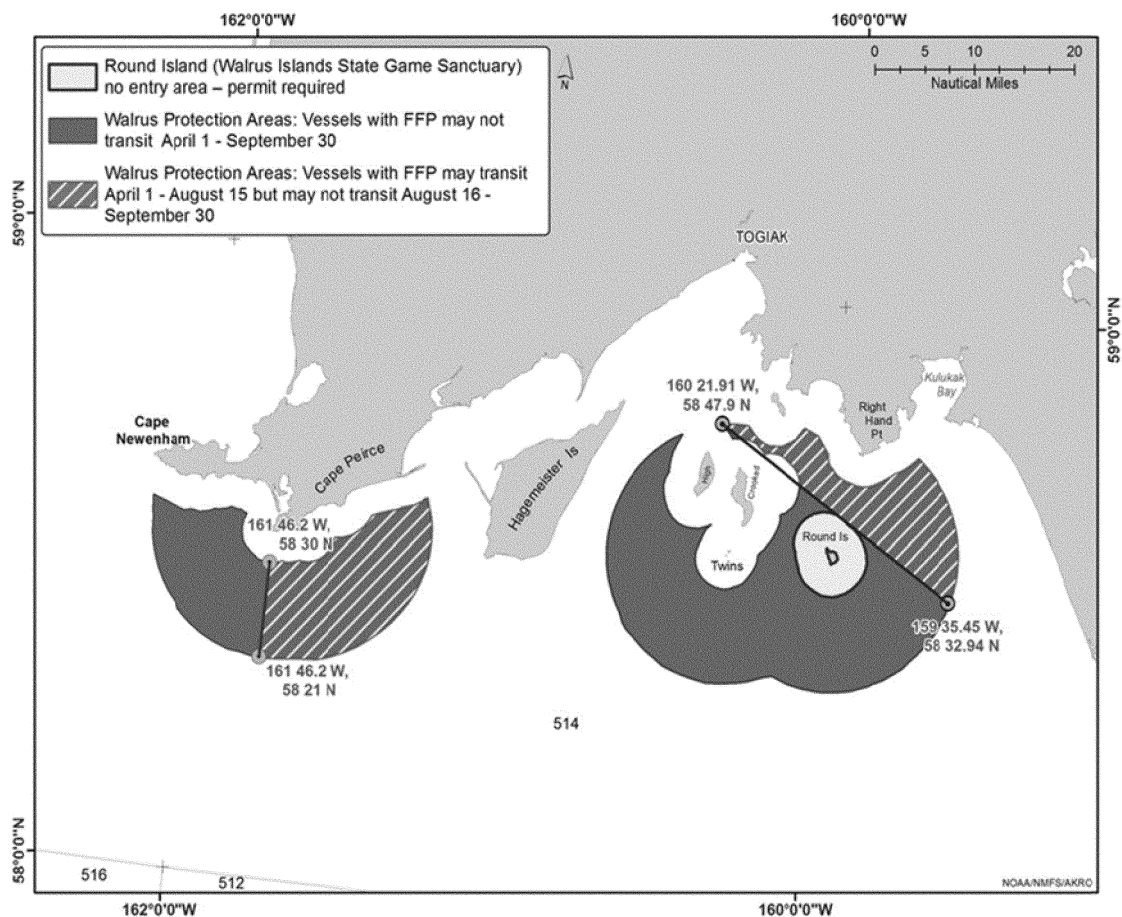 162°0'0"W
160°0'0"W
Round Island (Walrus Islands State Game Sanctuary)
no entry area – permit required
Walrus Protection Areas: Vessels with FFP may not
transit April 1 - September 30
Walrus Protection Areas: Vessels with FFP may transit
April 1 - August 15 but may not transit August 16 -
September 30
N
0 5 10 20
Nautical Miles
59°0'0"N
59°0'0"N
TOGIAK
160 21.91 W,
58 47.9 N
Kulukak
Bay
Right
Hand
Pt
Cape
Newenham
Cape Peirce
Hagemeister Is
High
Crooked
161 46.2 W,
58 30 N
Round Is
Twins
159 35.45 W,
58 32.94 N
161 46.2 W,
58 21 N
514
58°0'0"N
58°0'0"N
516
512
NOAA/NMFS/AKRO
162°0'0"W
160°0'0"W